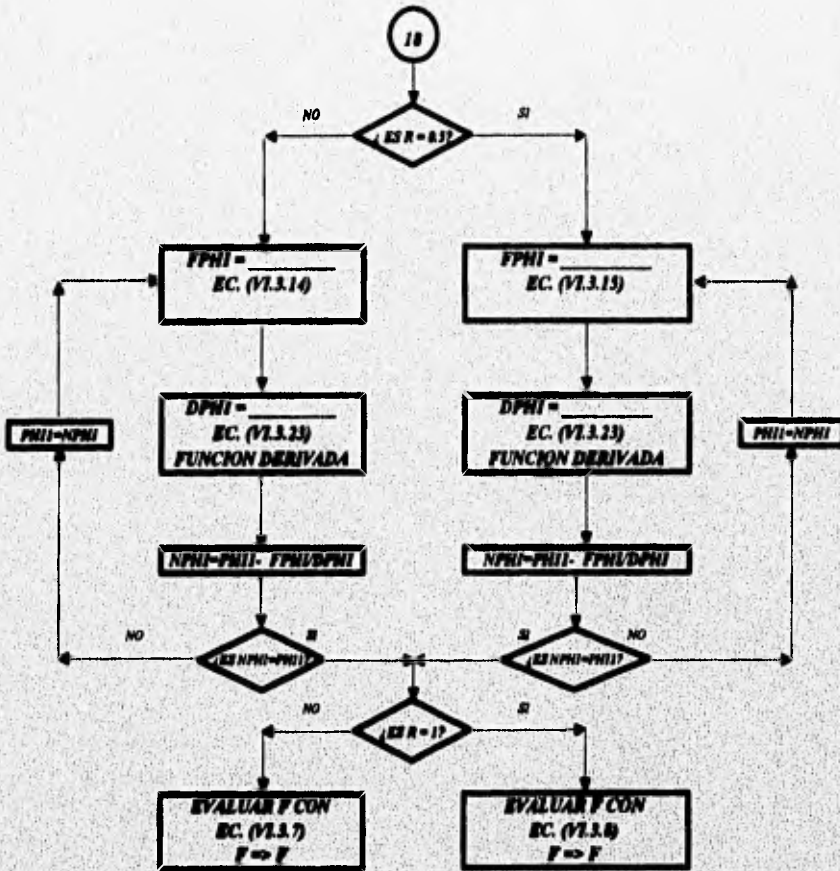 18
NO
SI
¿ES R = 0.5?
FPHI = ________
EC. (VI.3.14)
FPHI = ________
EC. (VI.3.15)
DPHI = ________
EC. (VI.3.23)
FUNCION DERIVADA
DPHI = ________
EC. (VI.3.23)
FUNCION DERIVADA
PHI1=NPHI
PHI1=NPHI
NPHI=PHI1- FPHI/DPHI
NPHI=PHI1- FPHI/DPHI
NO
¿ES NPHI=PHI1?
SI
SI
¿ES NPHI=PHI1?
NO
NO
¿ES R = 1?
SI
EVALUAR F CON
EC. (VI.3.7)
F => F
EVALUAR F CON
EC. (VI.3.8)
F => F